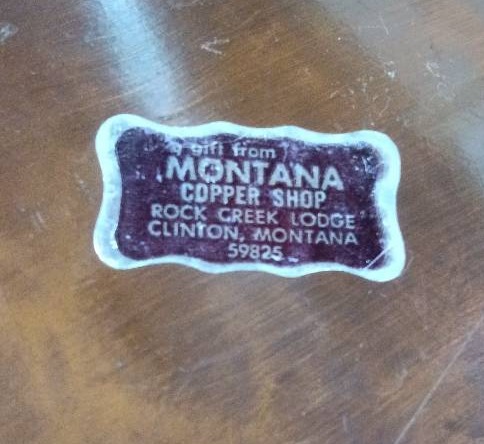 a gift from
MONTANA
COPPER SHOP
ROCK CREEK LODGE
CLINTON, MONTANA
59825